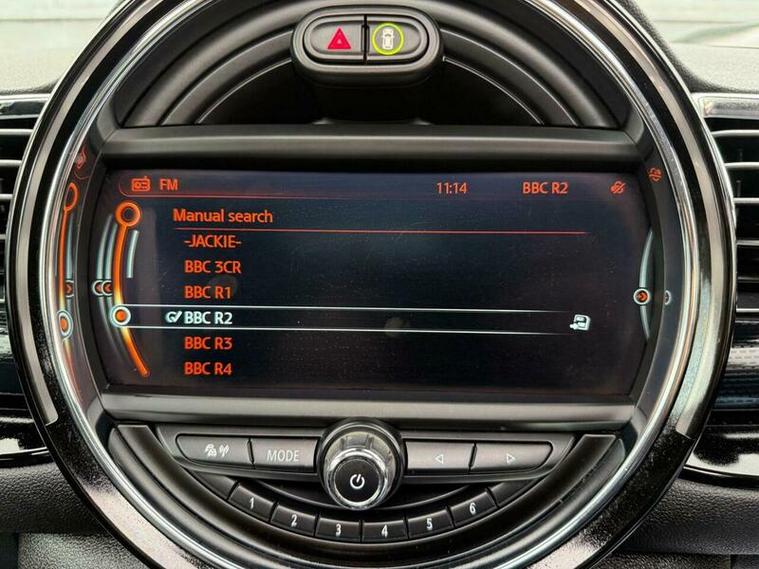 FM 11:14 BBC R2
Manual search
-JACKIE-
BBC 3CR
BBC R1
BBC R2
BBC R3
BBC R4
MODE
1 2 3 4 5 6